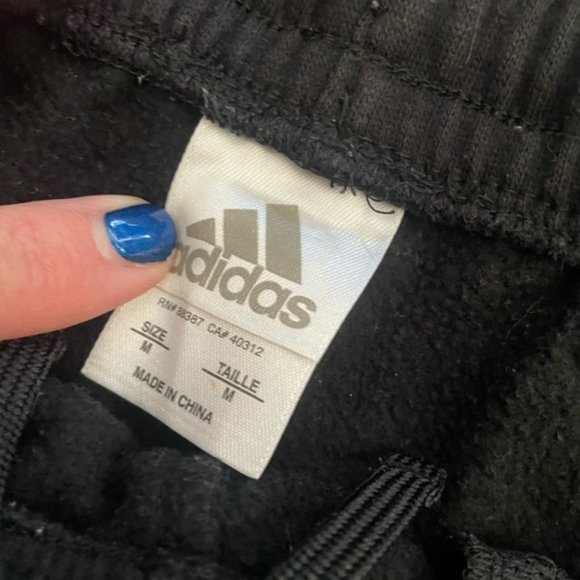 adidas
RN# 88387 CA# 40312
SIZE TAILLE
M M
MADE IN CHINA